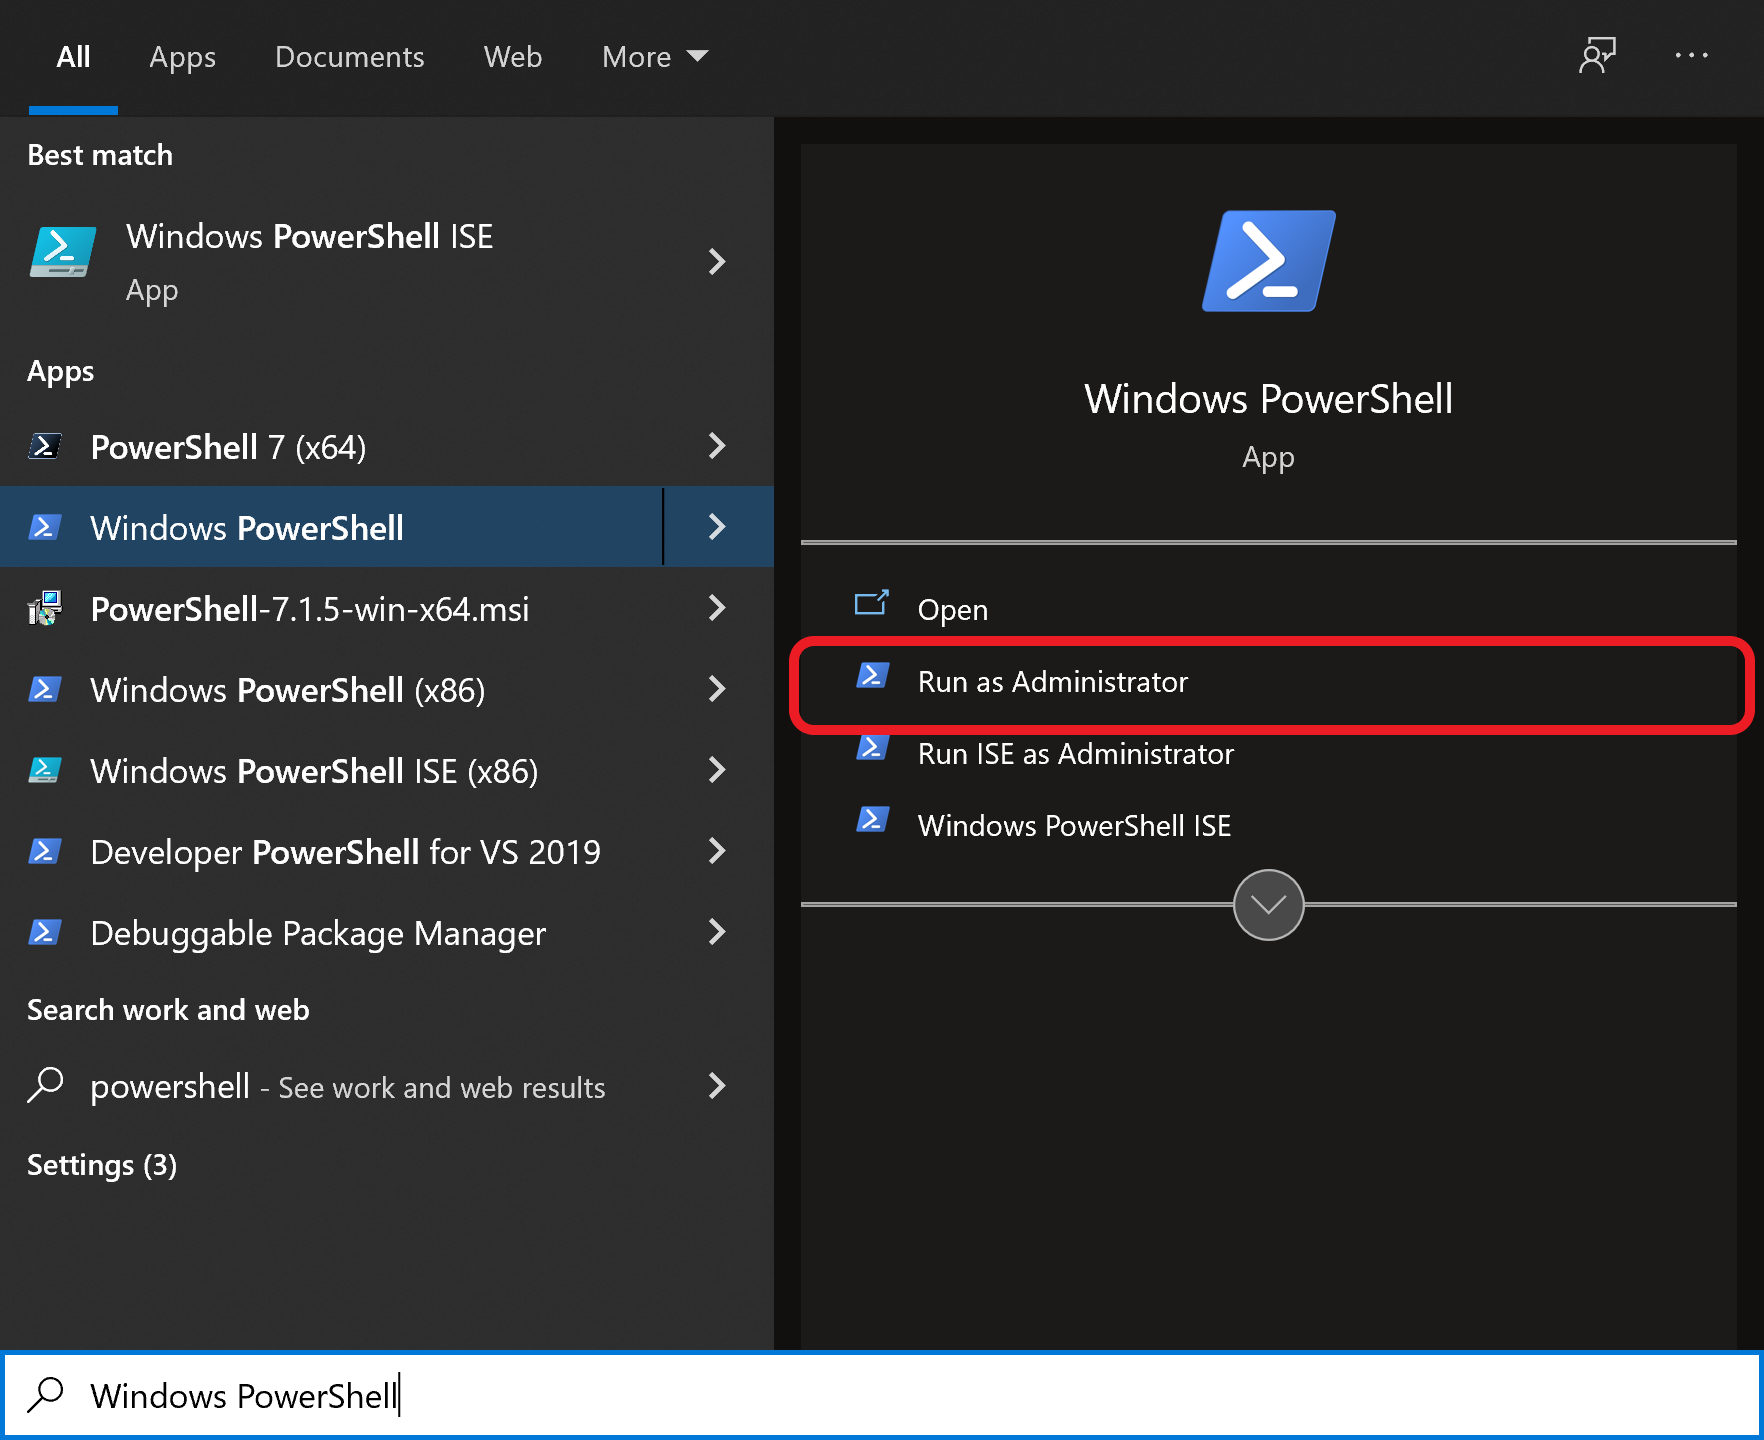 All Apps Documents Web More
Best match
Windows PowerShell ISE
App
Apps
PowerShell 7 (x64)
Windows PowerShell
PowerShell-7.1.5-win-x64.msi
Windows PowerShell (x86)
Windows PowerShell ISE (x86)
Developer PowerShell for VS 2019
Debuggable Package Manager
Search work and web
powershell - See work and web results
Settings (3)
Windows PowerShell
App
Open
Run as Administrator
Run ISE as Administrator
Windows PowerShell ISE
Windows PowerShell